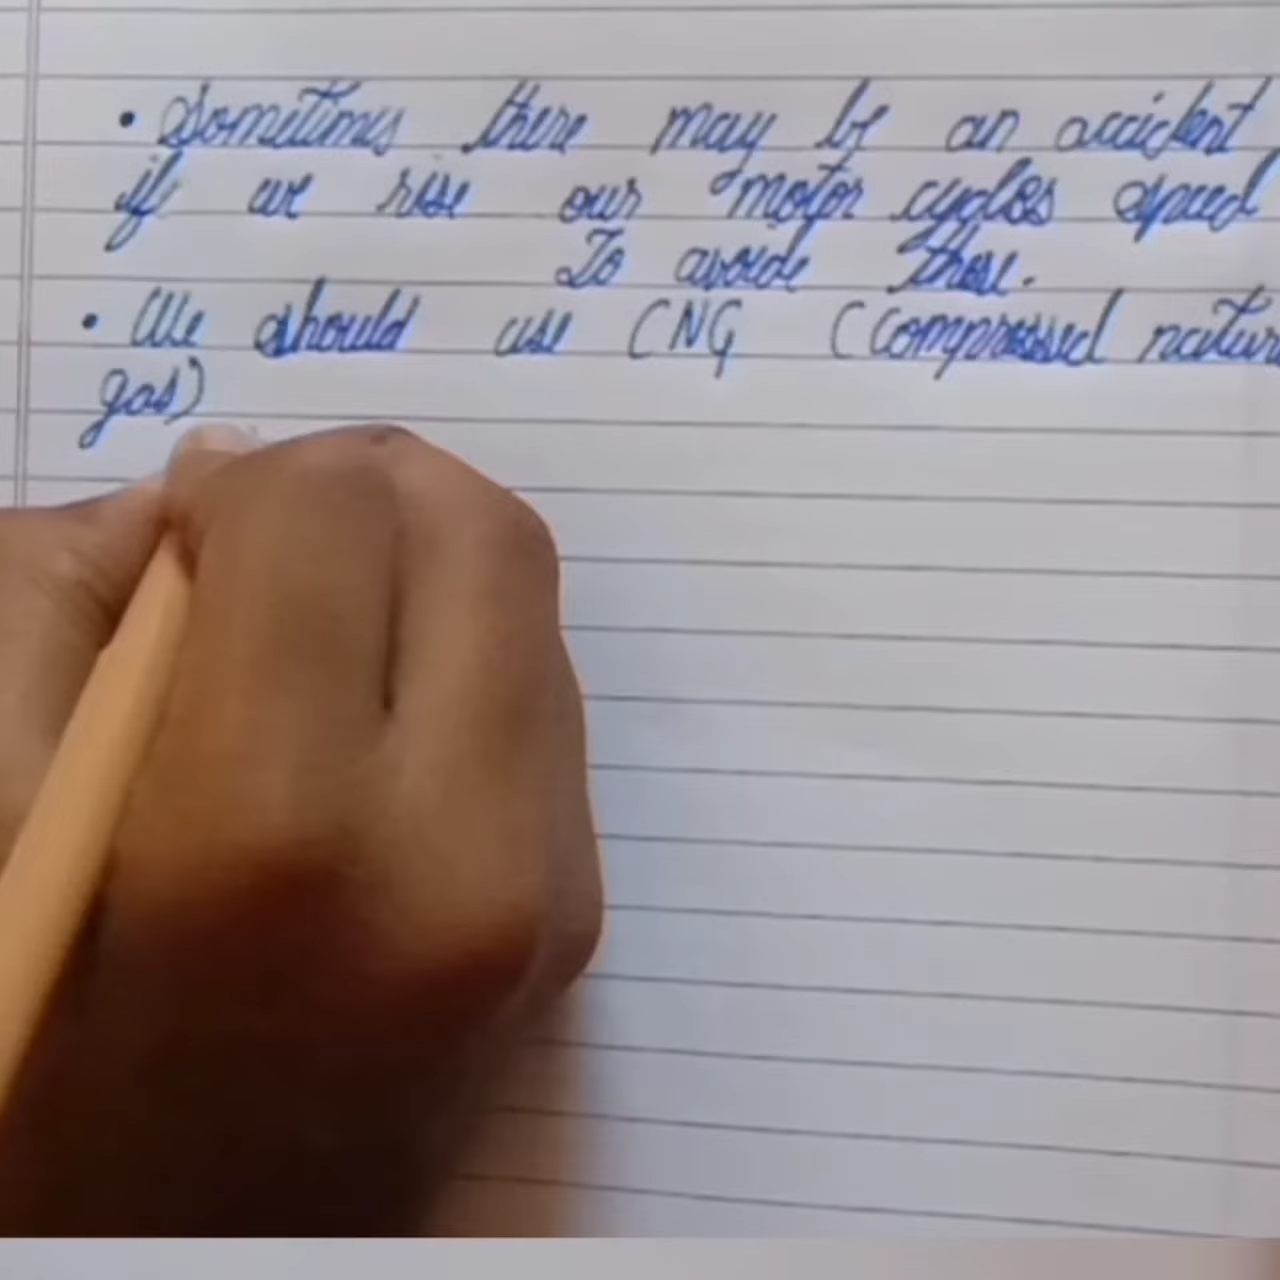 • Sometimes there may be an accident,
if we rise our motor cycles speed
To avoide these.
• We should use CNG (Compressed natur
gas)